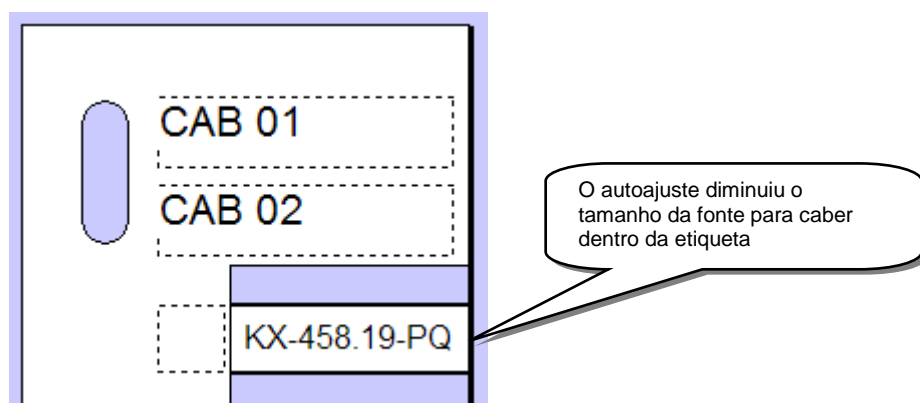 CAB 01
CAB 02
O autoajuste diminuiu o
tamanho da fonte para caber
dentro da etiqueta
KX-458.19-PQ